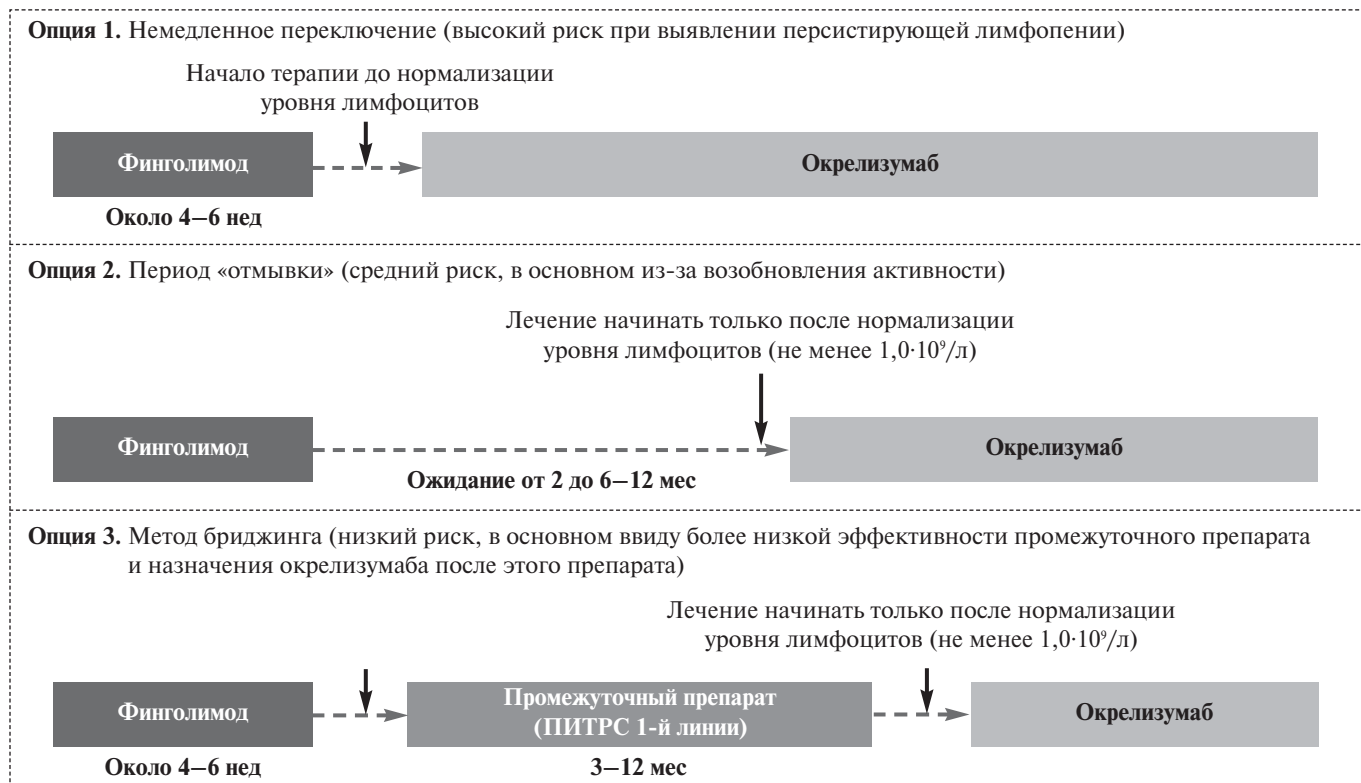 Опция 1. Немедленное переключение (высокий риск при выявлении персистирующей лимфопении)
Начало терапии до нормализации
уровня лимфоцитов
Финголимод
Окрелизумаб
Около 4–6 нед
Опция 2. Период «отмывки» (средний риск, в основном из-за возобновления активности)
Лечение начинать только после нормализации
уровня лимфоцитов (не менее 1,0·10⁹/л)
Финголимод
Окрелизумаб
Ожидание от 2 до 6–12 мес
Опция 3. Метод бриджинга (низкий риск, в основном ввиду более низкой эффективности промежуточного препарата
и назначения окрелизумаба после этого препарата)
Лечение начинать только после нормализации
уровня лимфоцитов (не менее 1,0·10⁹/л)
Финголимод
Промежуточный препарат
(ПИТРС 1-й линии)
Окрелизумаб
Около 4–6 нед
3–12 мес